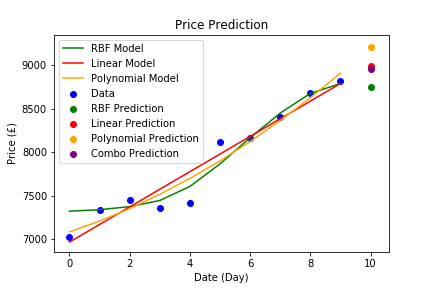 Price Prediction
RBF Model
Linear Model
Polynomial Model
Data
RBF Prediction
Linear Prediction
Polynomial Prediction
Combo Prediction
9000
8500
8000
7500
7000
Price (£)
0 2 4 6 8 10
Date (Day)